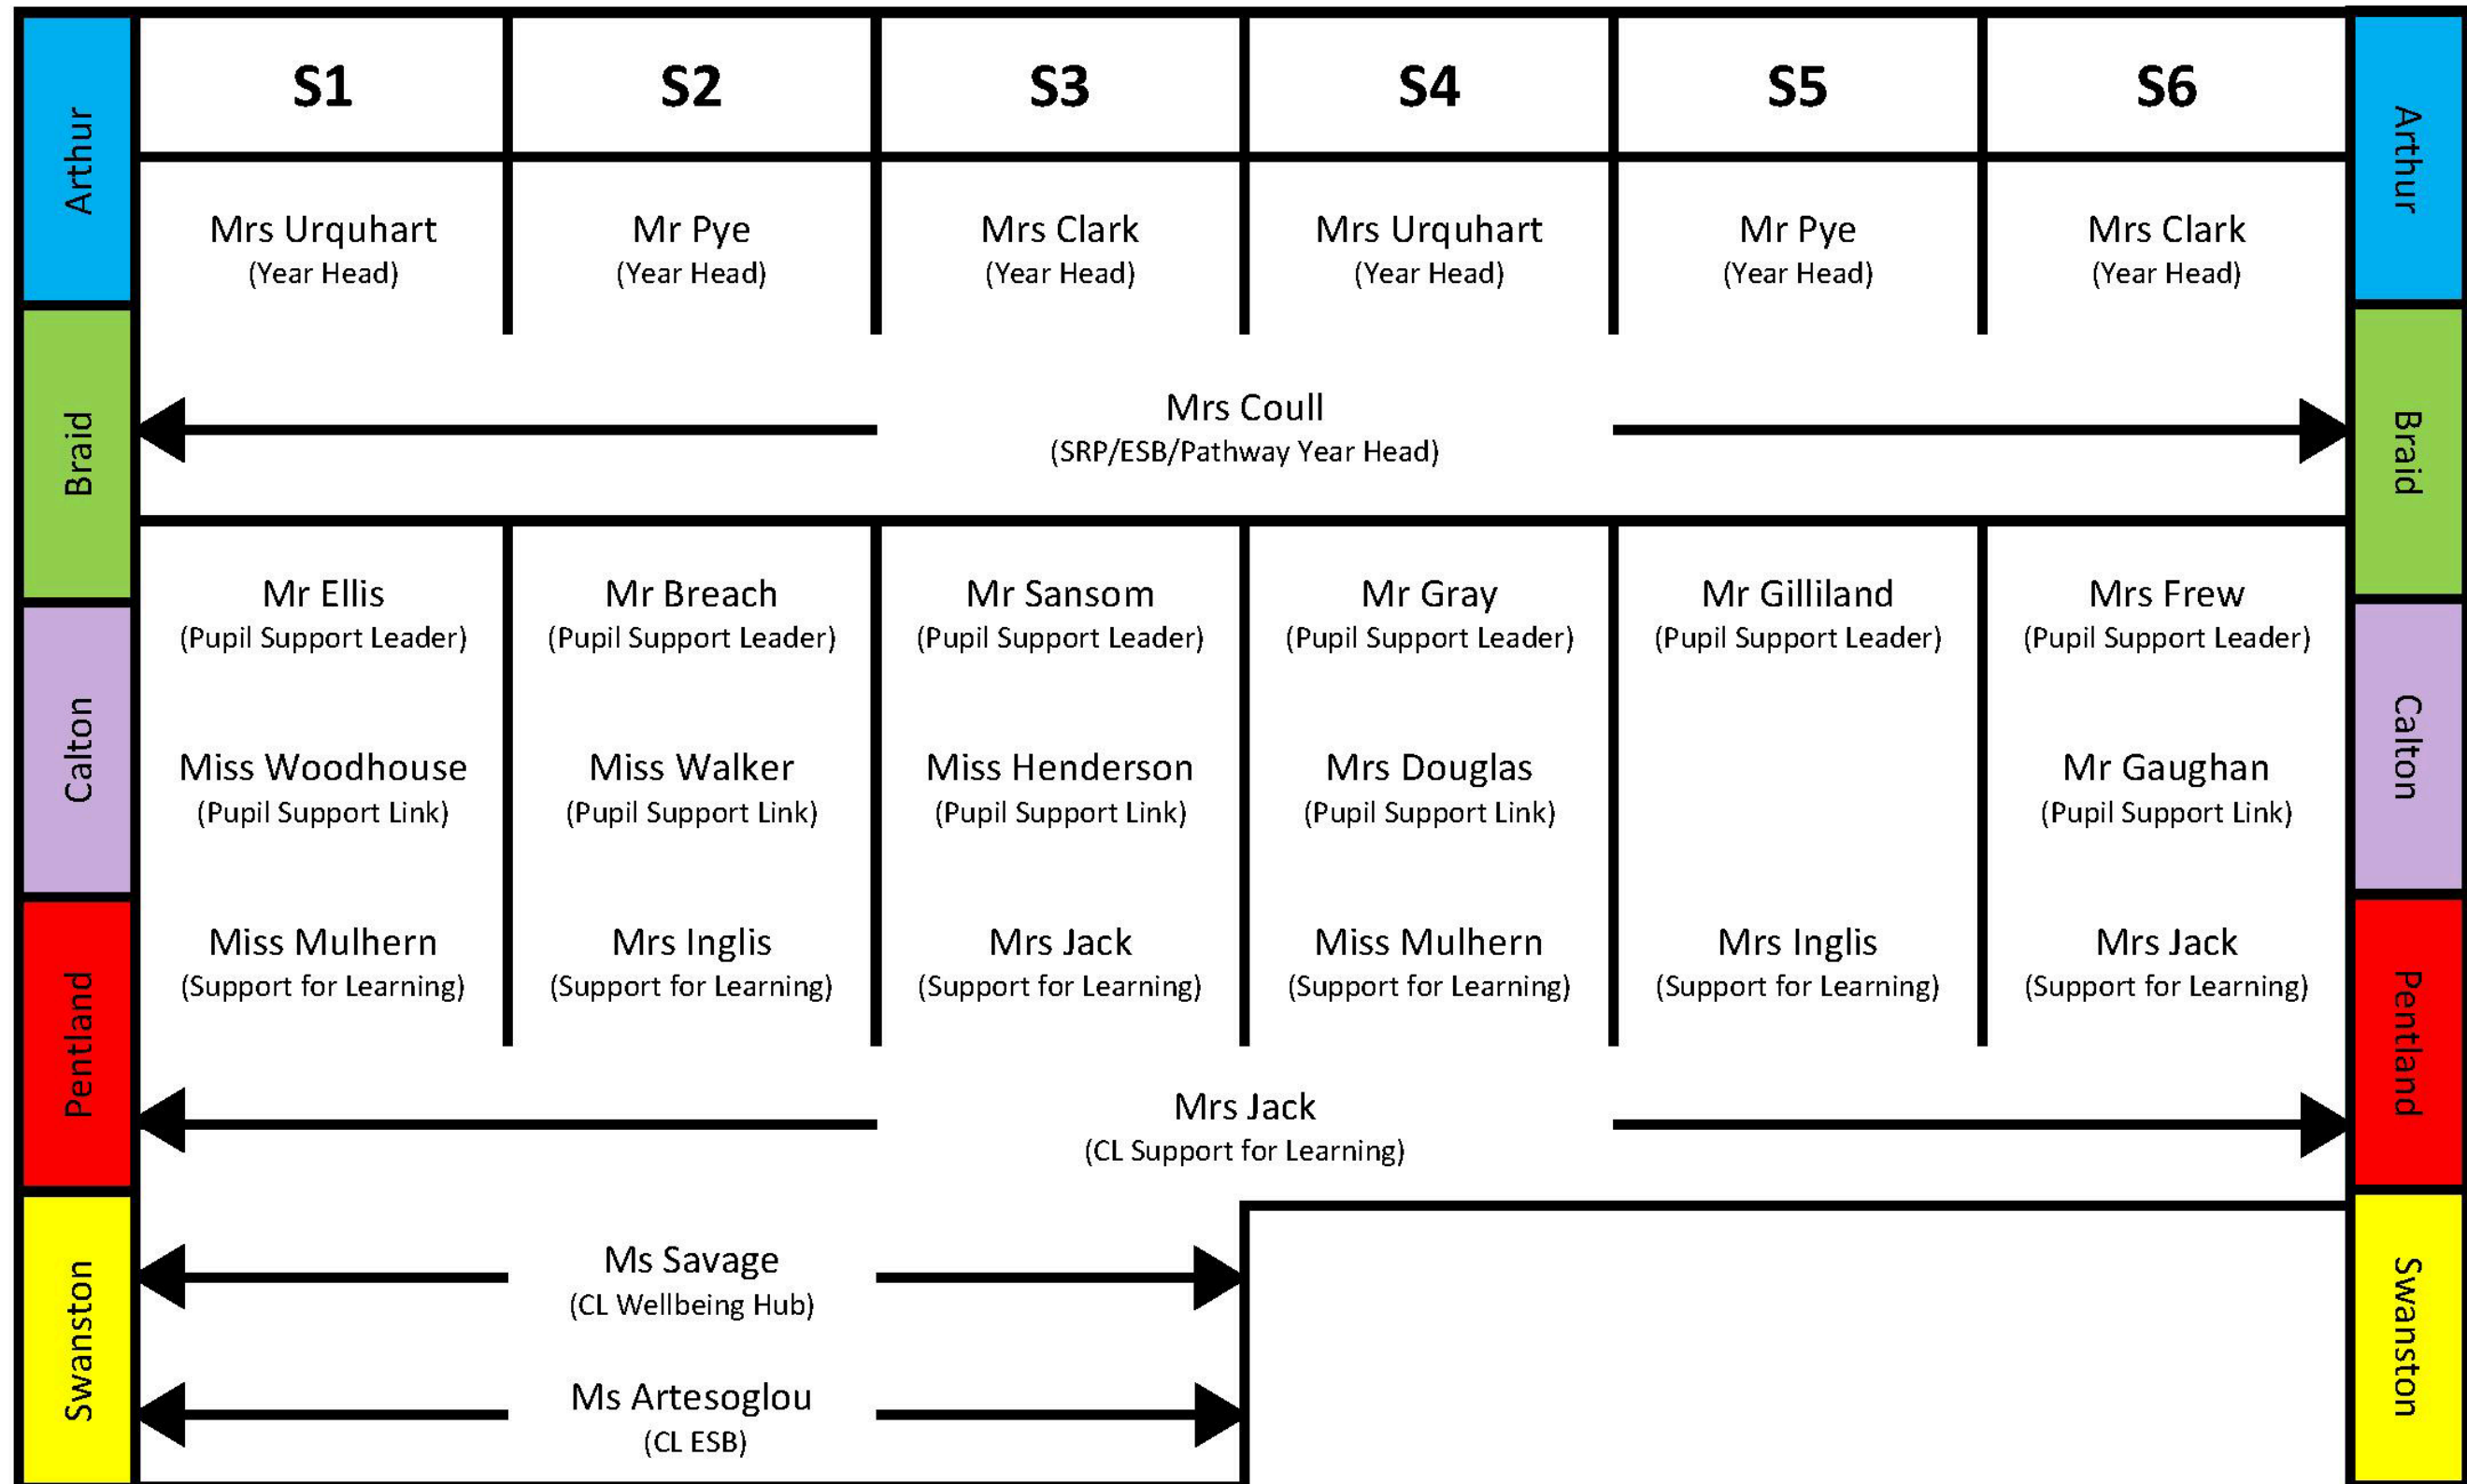 S1 S2 S3 S4 S5 S6
Arthur
Arthur
Mrs Urquhart Mr Pye Mrs Clark Mrs Urquhart Mr Pye Mrs Clark
(Year Head) (Year Head) (Year Head) (Year Head) (Year Head) (Year Head)
Braid
Braid
Mrs Coull
(SRP/ESB/Pathway Year Head)
Mr Ellis Mr Breach Mr Sansom Mr Gray Mr Gilliland Mrs Frew
(Pupil Support Leader) (Pupil Support Leader) (Pupil Support Leader) (Pupil Support Leader) (Pupil Support Leader) (Pupil Support Leader)
Calton
Calton
Miss Woodhouse Miss Walker Miss Henderson Mrs Douglas Mr Gaughan
(Pupil Support Link) (Pupil Support Link) (Pupil Support Link) (Pupil Support Link) (Pupil Support Link)
Miss Mulhern Mrs Inglis Mrs Jack Miss Mulhern Mrs Inglis Mrs Jack
(Support for Learning) (Support for Learning) (Support for Learning) (Support for Learning) (Support for Learning) (Support for Learning)
Pentland
Pentland
Mrs Jack
(CL Support for Learning)
Swanston
Swanston
Ms Savage
(CL Wellbeing Hub)
Ms Artesoglou
(CL ESB)